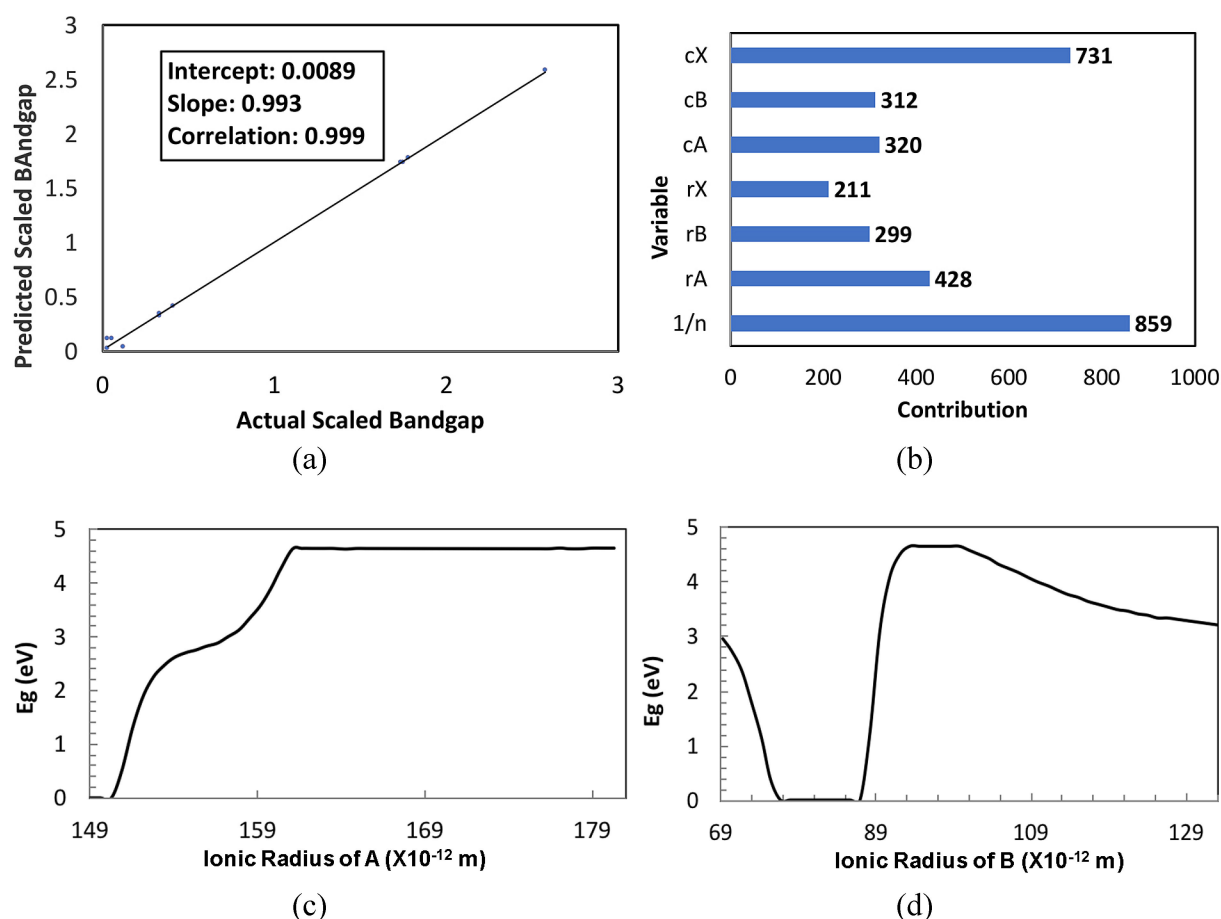 3
2.5
2
1.5
1
0.5
0
Predicted Scaled BAndgap
Intercept: 0.0089
Slope: 0.993
Correlation: 0.999
0 1 2 3
Actual Scaled Bandgap
(a)
Variable
cX 731
cB 312
cA 320
rX 211
rB 299
rA 428
1/n 859
0 200 400 600 800 1000
Contribution
(b)
5
4
3
2
1
0
Eg (eV)
149 159 169 179
Ionic Radius of A (X10⁻¹² m)
(c)
5
4
3
2
1
0
Eg (eV)
69 89 109 129
Ionic Radius of B (X10⁻¹² m)
(d)